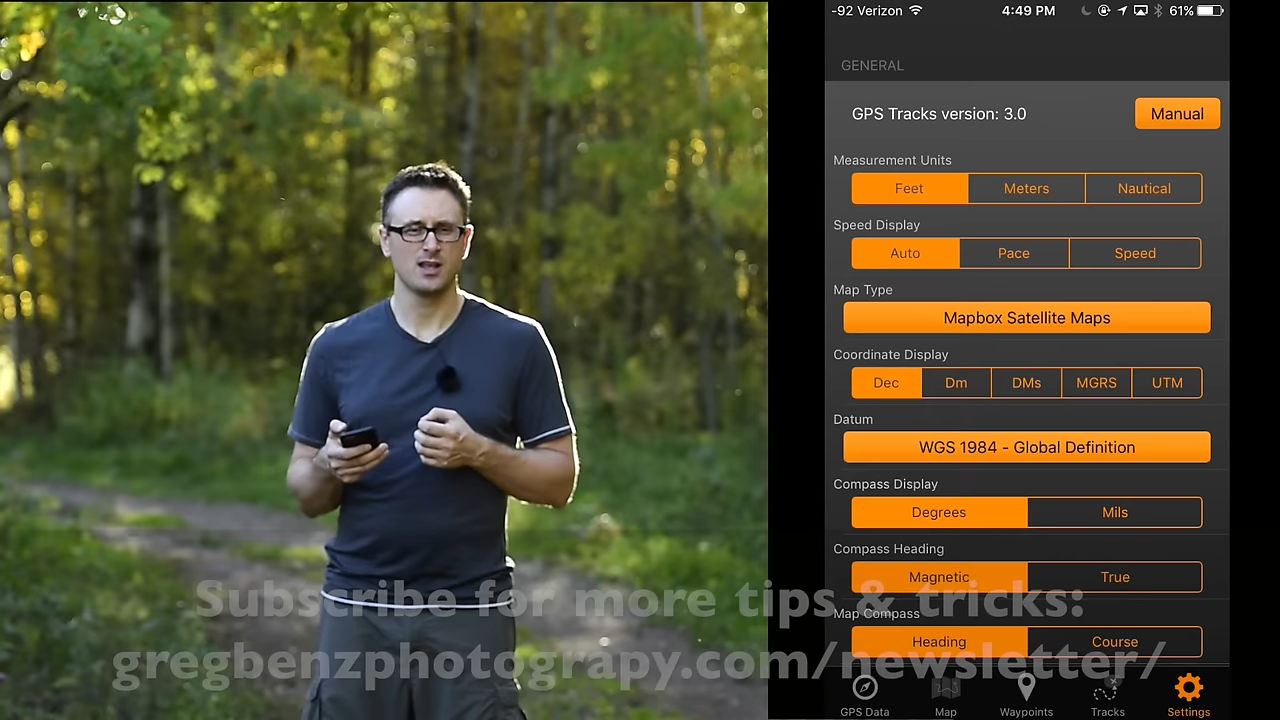 -92 Verizon 4:49 PM 61%
GENERAL
GPS Tracks version: 3.0 Manual
Measurement Units
Feet Meters Nautical
Speed Display
Auto Pace Speed
Map Type
Mapbox Satellite Maps
Coordinate Display
Dec Dm DMs MGRS UTM
Datum
WGS 1984 - Global Definition
Compass Display
Degrees Mils
Compass Heading
Magnetic True
Map Compass
Heading Course
GPS Data Map Waypoints Tracks Settings
Subscribe for more tips & tricks:
gregbenzphotograpy.com/newsletter/